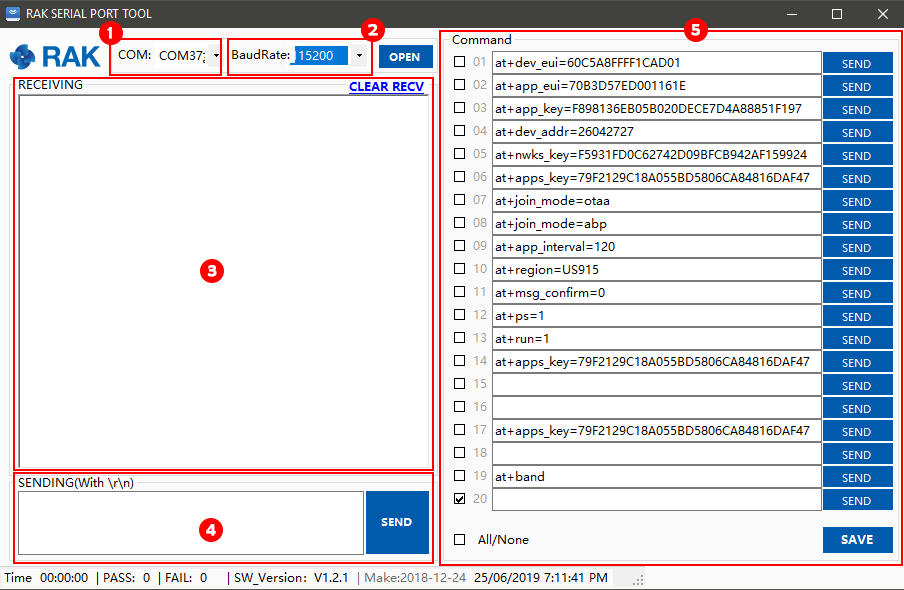 RAK SERIAL PORT TOOL
1
2
5
RAK
COM: COM37:
BaudRate: 115200
OPEN
RECEIVING
CLEAR RECV
3
SENDING(With \r\n)
4
SEND
Command
01 at+dev_eui=60C5A8FFFF1CAD01 SEND
02 at+app_eui=70B3D57ED001161E SEND
03 at+app_key=F898136EB05B020DECE7D4A88851F197 SEND
04 at+dev_addr=26042727 SEND
05 at+nwks_key=F5931FD0C62742D09BFCB942AF159924 SEND
06 at+apps_key=79F2129C18A055BD5806CA84816DAF47 SEND
07 at+join_mode=otaa SEND
08 at+join_mode=abp SEND
09 at+app_interval=120 SEND
10 at+region=US915 SEND
11 at+msg_confirm=0 SEND
12 at+ps=1 SEND
13 at+run=1 SEND
14 at+apps_key=79F2129C18A055BD5806CA84816DAF47 SEND
15 SEND
16 SEND
17 at+apps_key=79F2129C18A055BD5806CA84816DAF47 SEND
18 SEND
19 at+band SEND
20 SEND
All/None SAVE
Time 00:00:00 | PASS: 0 | FAIL: 0 | SW_Version: V1.2.1 | Make:2018-12-24 25/06/2019 7:11:41 PM